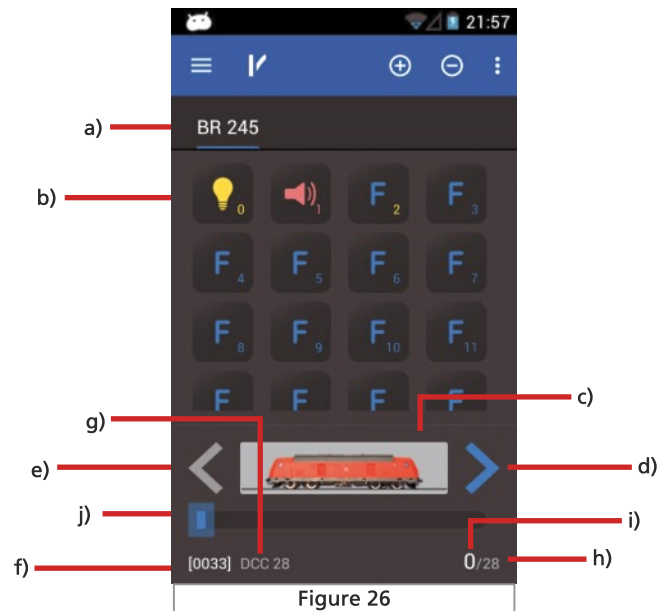 21:57
a) BR 245
b) 0 1 F 2 F 3
F 4 F 5 F 6 F 7
F 8 F 9 F 10 F 11
F F F F
g) c)
e) d)
j) i)
f) [0033] DCC 28 0/28 h)
Figure 26